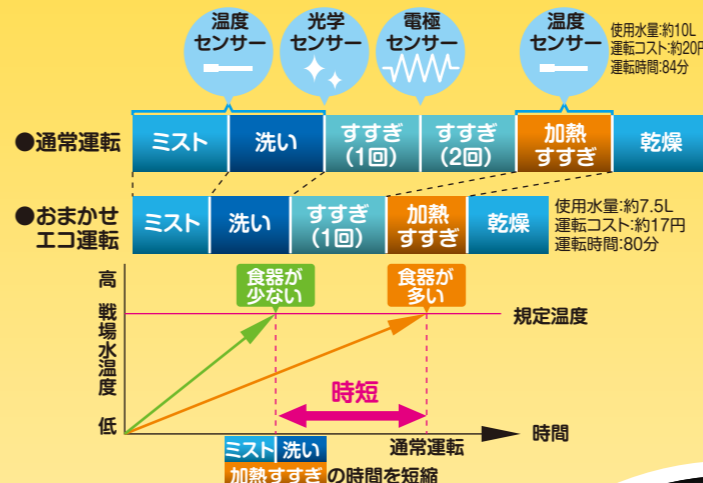 温度
センサー
光学
センサー
電極
センサー
温度
センサー
使用水量:約10L
運転コスト:約20円
運転時間:84分
●通常運転
ミスト
洗い
すすぎ
(1回)
すすぎ
(2回)
加熱
すすぎ
乾燥
●おまかせ
エコ運転
ミスト
洗い
すすぎ
(1回)
加熱
すすぎ
乾燥
使用水量:約7.5L
運転コスト:約17円
運転時間:80分
高
戦場水温度
低
食器が
少ない
食器が
多い
規定温度
時短
時間
ミスト 洗い
通常運転
加熱すすぎの時間を短縮